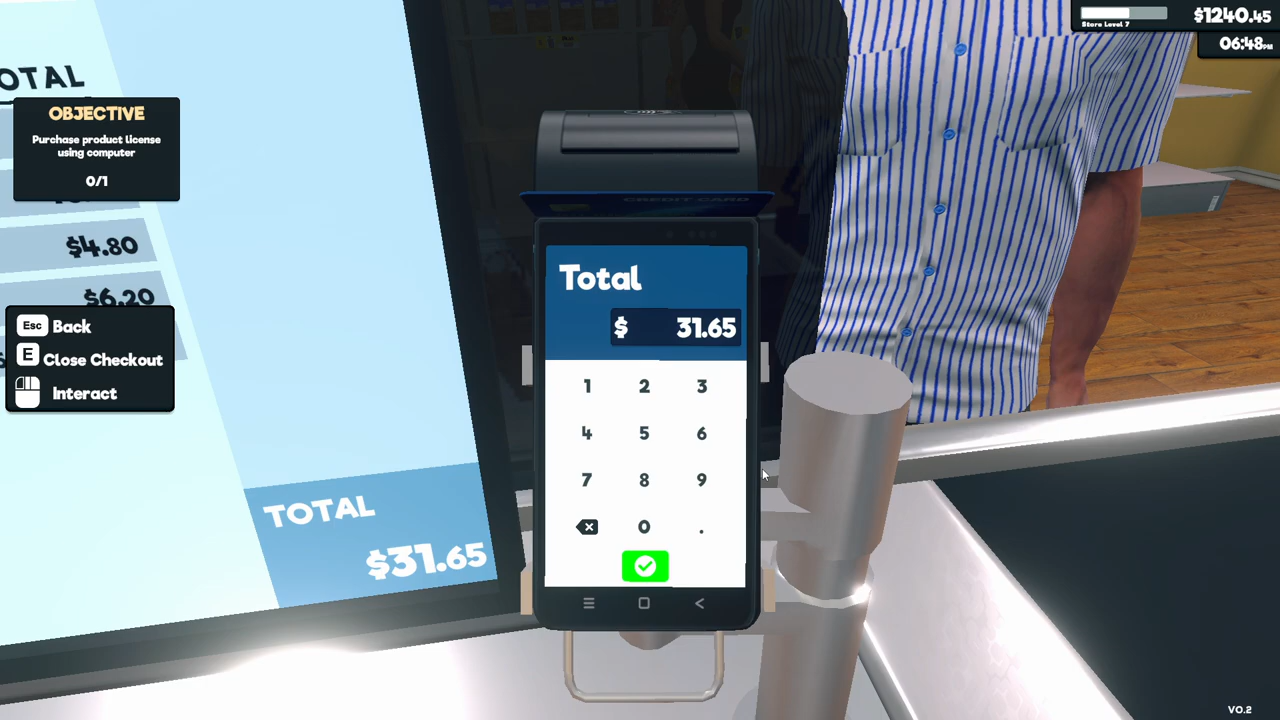 OTAL
OBJECTIVE
Purchase product license
using computer
0/1
$4.80
$6.20
Esc Back
E Close Checkout
Interact
TOTAL
$31.65
CREDIT CARD
Total
$ 31.65
1 2 3
4 5 6
7 8 9
0 .
Store Level 7
$1240.45
06:48PM
V0.2